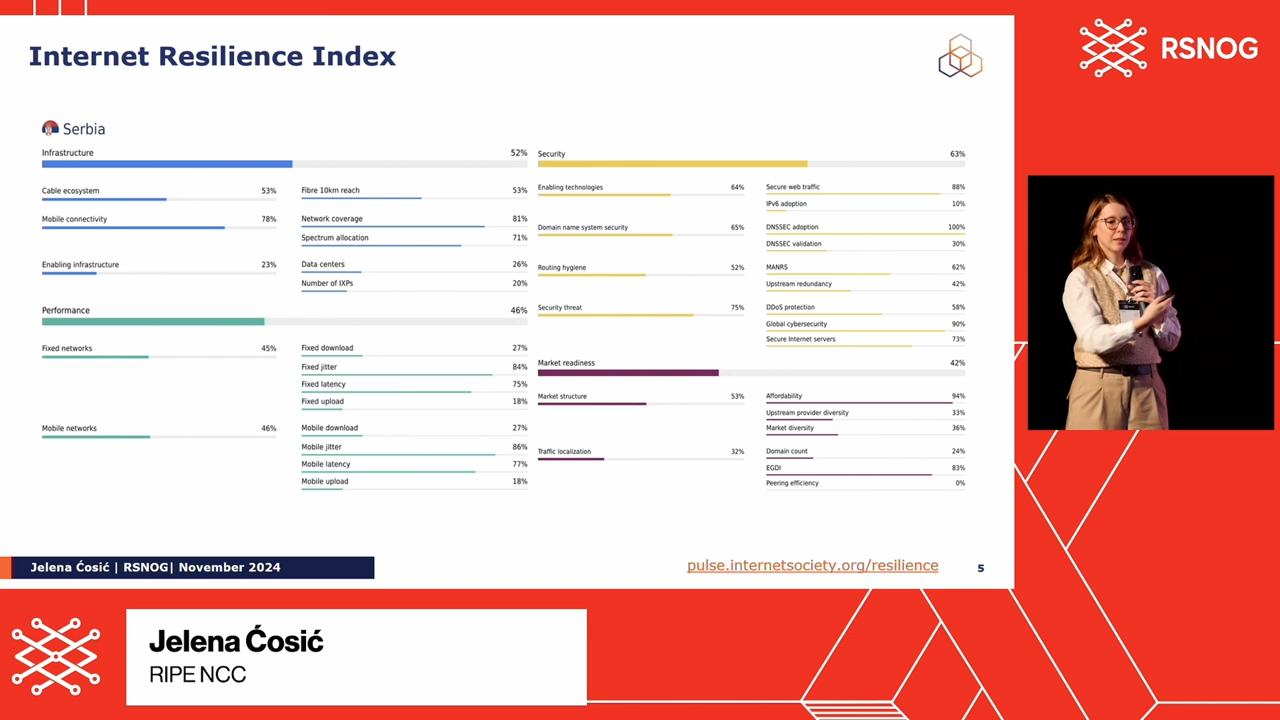 Internet Resilience Index
RSNOG
Serbia
Infrastructure 52%
Cable ecosystem 53%
Fibre 10km reach 53%
Mobile connectivity 78%
Network coverage 81%
Spectrum allocation 71%
Enabling infrastructure 23%
Data centers 26%
Number of IXPs 20%
Performance 46%
Fixed networks 45%
Fixed download 27%
Fixed jitter 84%
Fixed latency 75%
Fixed upload 18%
Mobile networks 46%
Mobile download 27%
Mobile jitter 86%
Mobile latency 77%
Mobile upload 18%
Security 63%
Enabling technologies 64%
Secure web traffic 88%
IPv6 adoption 10%
Domain name system security 65%
DNSSEC adoption 100%
DNSSEC validation 30%
Routing hygiene 52%
MANRS 62%
Upstream redundancy 42%
Security threat 75%
DDoS protection 58%
Global cybersecurity 90%
Secure Internet servers 73%
Market readiness 42%
Market structure 53%
Affordability 94%
Upstream provider diversity 33%
Market diversity 36%
Traffic localization 32%
Domain count 24%
EGDI 83%
Peering efficiency 0%
Jelena Ćosić | RSNOG| November 2024
pulse.internetsociety.org/resilience
5
Jelena Ćosić
RIPE NCC